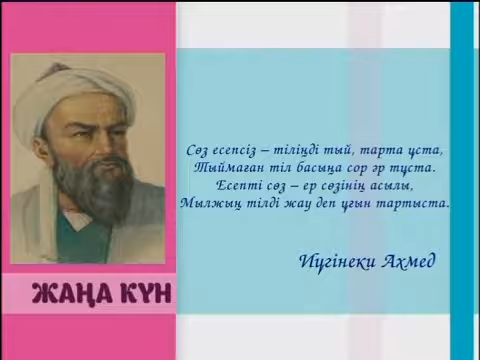 Сөз есепсіз – тіліңді тый, тарта ұста,
Тыймаған тіл басыңа сор әр тұста.
Есепті сөз – ер сөзінің асылы,
Мылжың тілді жау деп ұғын тартыста.
Иүгінеки Ахмед
ЖАҢА КҮН